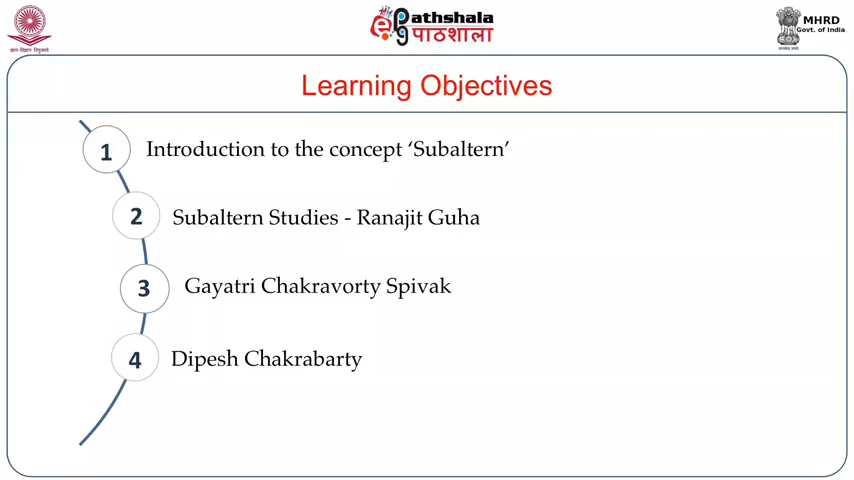 ePathshala
पाठशाला
MHRD
Govt. of India
Learning Objectives
1 Introduction to the concept ‘Subaltern’
2 Subaltern Studies - Ranajit Guha
3 Gayatri Chakravorty Spivak
4 Dipesh Chakrabarty